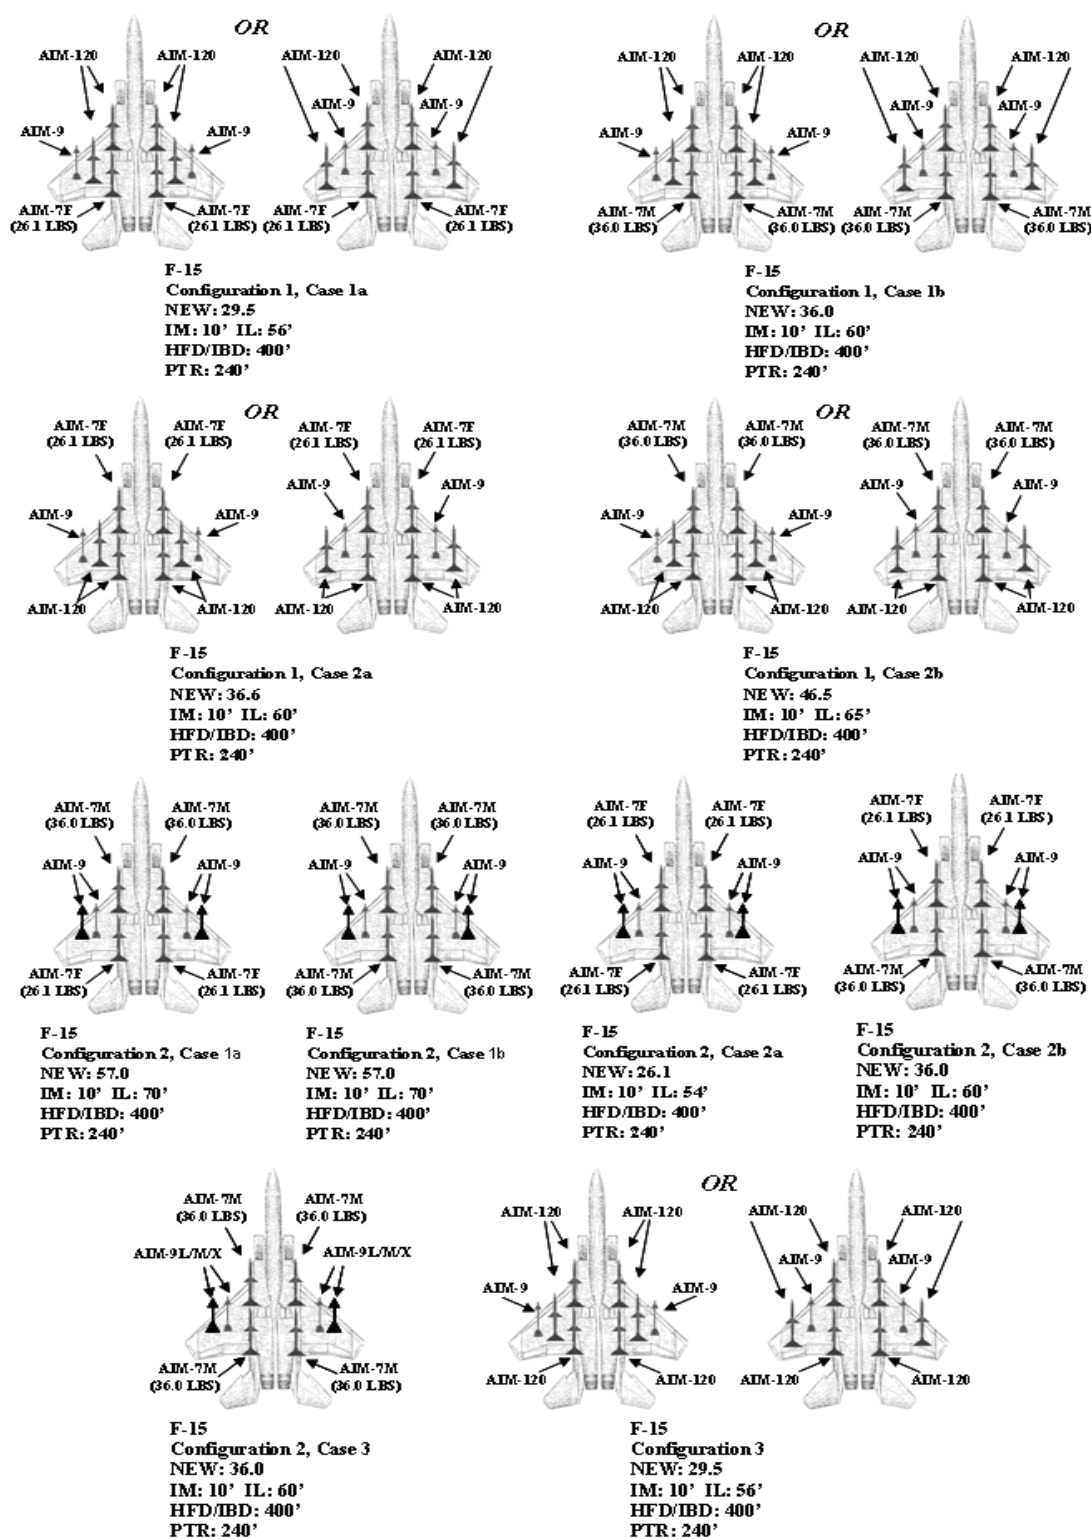 OR
AIM-120
AIM-120
AIM-120
AIM-120
AIM-9
AIM-9
AIM-9
AIM-9
AIM-7F
(26.1 LBS)
AIM-7F
(26.1 LBS)
AIM-7F
(26.1 LBS)
AIM-7F
(26.1 LBS)
F-15
Configuration 1, Case 1a
NEW: 29.5
IM: 10’ IL: 56’
HFD/IBD: 400’
PTR: 240’
OR
AIM-120
AIM-120
AIM-120
AIM-120
AIM-9
AIM-9
AIM-9
AIM-9
AIM-7M
(36.0 LBS)
AIM-7M
(36.0 LBS)
AIM-7M
(36.0 LBS)
AIM-7M
(36.0 LBS)
F-15
Configuration 1, Case 1b
NEW: 36.0
IM: 10’ IL: 60’
HFD/IBD: 400’
PTR: 240’
OR
AIM-7F
(26.1 LBS)
AIM-7F
(26.1 LBS)
AIM-7F
(26.1 LBS)
AIM-7F
(26.1 LBS)
AIM-9
AIM-9
AIM-9
AIM-9
AIM-120
AIM-120
AIM-120
AIM-120
F-15
Configuration 1, Case 2a
NEW: 36.6
IM: 10’ IL: 60’
HFD/IBD: 400’
PTR: 240’
OR
AIM-7M
(36.0 LBS)
AIM-7M
(36.0 LBS)
AIM-7M
(36.0 LBS)
AIM-7M
(36.0 LBS)
AIM-9
AIM-9
AIM-9
AIM-9
AIM-120
AIM-120
AIM-120
AIM-120
F-15
Configuration 1, Case 2b
NEW: 46.5
IM: 10’ IL: 65’
HFD/IBD: 400’
PTR: 240’
AIM-7M
(36.0 LBS)
AIM-7M
(36.0 LBS)
AIM-9
AIM-9
AIM-7F
(26.1 LBS)
AIM-7F
(26.1 LBS)
F-15
Configuration 2, Case 1a
NEW: 57.0
IM: 10’ IL: 70’
HFD/IBD: 400’
PTR: 240’
AIM-7M
(36.0 LBS)
AIM-7M
(36.0 LBS)
AIM-9
AIM-9
AIM-7M
(36.0 LBS)
AIM-7M
(36.0 LBS)
F-15
Configuration 2, Case 1b
NEW: 57.0
IM: 10’ IL: 70’
HFD/IBD: 400’
PTR: 240’
AIM-7F
(26.1 LBS)
AIM-7F
(26.1 LBS)
AIM-9
AIM-9
AIM-7F
(26.1 LBS)
AIM-7F
(26.1 LBS)
F-15
Configuration 2, Case 2a
NEW: 26.1
IM: 10’ IL: 54’
HFD/IBD: 400’
PTR: 240’
AIM-7F
(26.1 LBS)
AIM-7F
(26.1 LBS)
AIM-9
AIM-9
AIM-7M
(36.0 LBS)
AIM-7M
(36.0 LBS)
F-15
Configuration 2, Case 2b
NEW: 36.0
IM: 10’ IL: 60’
HFD/IBD: 400’
PTR: 240’
AIM-7M
(36.0 LBS)
AIM-7M
(36.0 LBS)
AIM-9L/M/X
AIM-9L/M/X
AIM-7M
(36.0 LBS)
AIM-7M
(36.0 LBS)
F-15
Configuration 2, Case 3
NEW: 36.0
IM: 10’ IL: 60’
HFD/IBD: 400’
PTR: 240’
OR
AIM-120
AIM-120
AIM-120
AIM-120
AIM-9
AIM-9
AIM-9
AIM-9
AIM-120
AIM-120
AIM-120
AIM-120
F-15
Configuration 3
NEW: 29.5
IM: 10’ IL: 56’
HFD/IBD: 400’
PTR: 240’